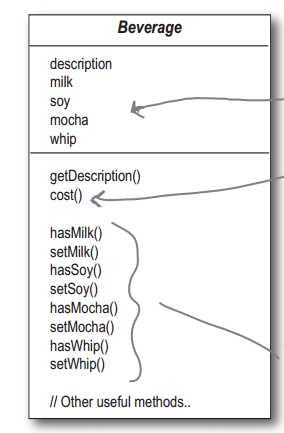 Beverage
description
milk
soy
mocha
whip
getDescription()
cost()
hasMilk()
setMilk()
hasSoy()
setSoy()
hasMocha()
setMocha()
hasWhip()
setWhip()
// Other useful methods..